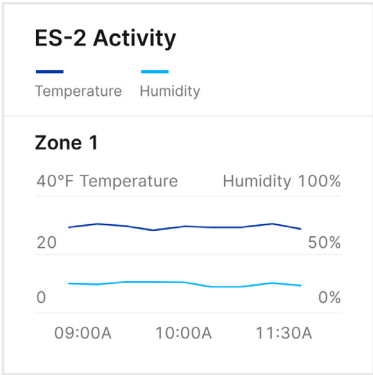 ES-2 Activity
Temperature Humidity
Zone 1
40°F Temperature Humidity 100%
20 50%
0 0%
09:00A 10:00A 11:30A